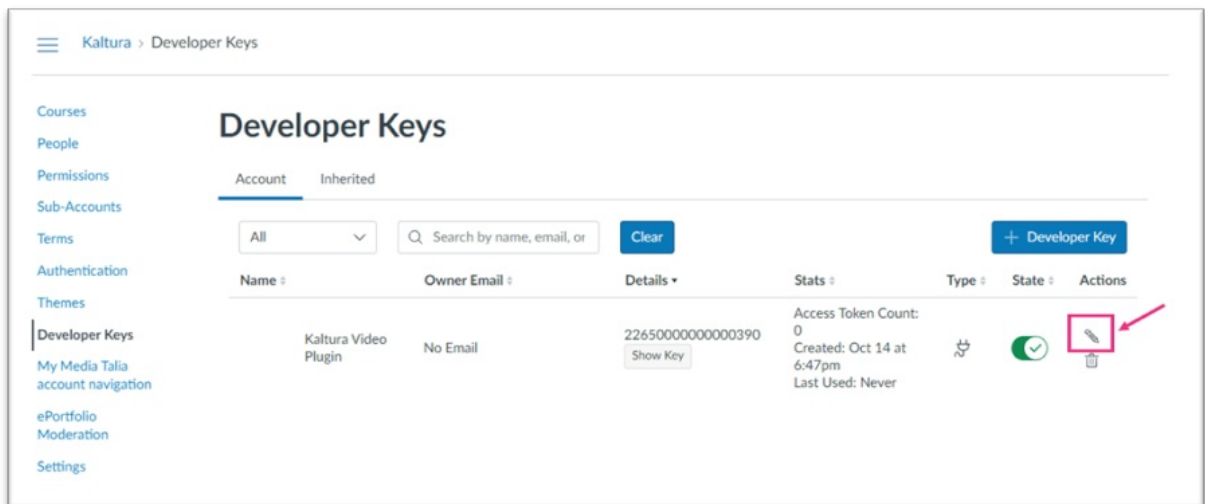 Kaltura > Developer Keys
Courses
People
Permissions
Sub-Accounts
Terms
Authentication
Themes
Developer Keys
My Media Talia
account navigation
ePortfolio
Moderation
Settings
Developer Keys
Account Inherited
All Search by name, email, or Clear + Developer Key
Name Owner Email Details Stats Type State Actions
Kaltura Video
Plugin
No Email
22650000000000390
Show Key
Access Token Count:
0
Created: Oct 14 at
6:47pm
Last Used: Never